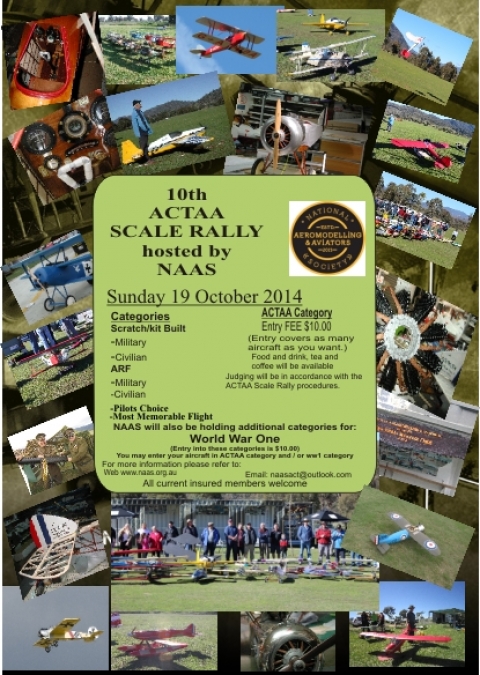 10th
ACTAA
SCALE RALLY
hosted by
NAAS
NATIONAL
AEROMODELLING
& AVIATORS
SOCIETY
Sunday 19 October 2014
Categories
Scratch/kit Built
-Military
-Civilian
ARF
-Military
-Civilian
ACTAA Category
Entry FEE $10.00
(Entry covers as many
aircraft as you want.)
Food and drink, tea and
coffee will be available
Judging will be in accordance with the
ACTAA Scale Rally procedures.
-Pilots Choice
-Most Memorable Flight
NAAS will also be holding additional categories for:
World War One
(Entry into these categories is $10.00)
You may enter your aircraft in ACTAA category and / or ww1 category
For more information please refer to:
Web www.naas.org.au
Email: naasact@outlook.com
All current insured members welcome